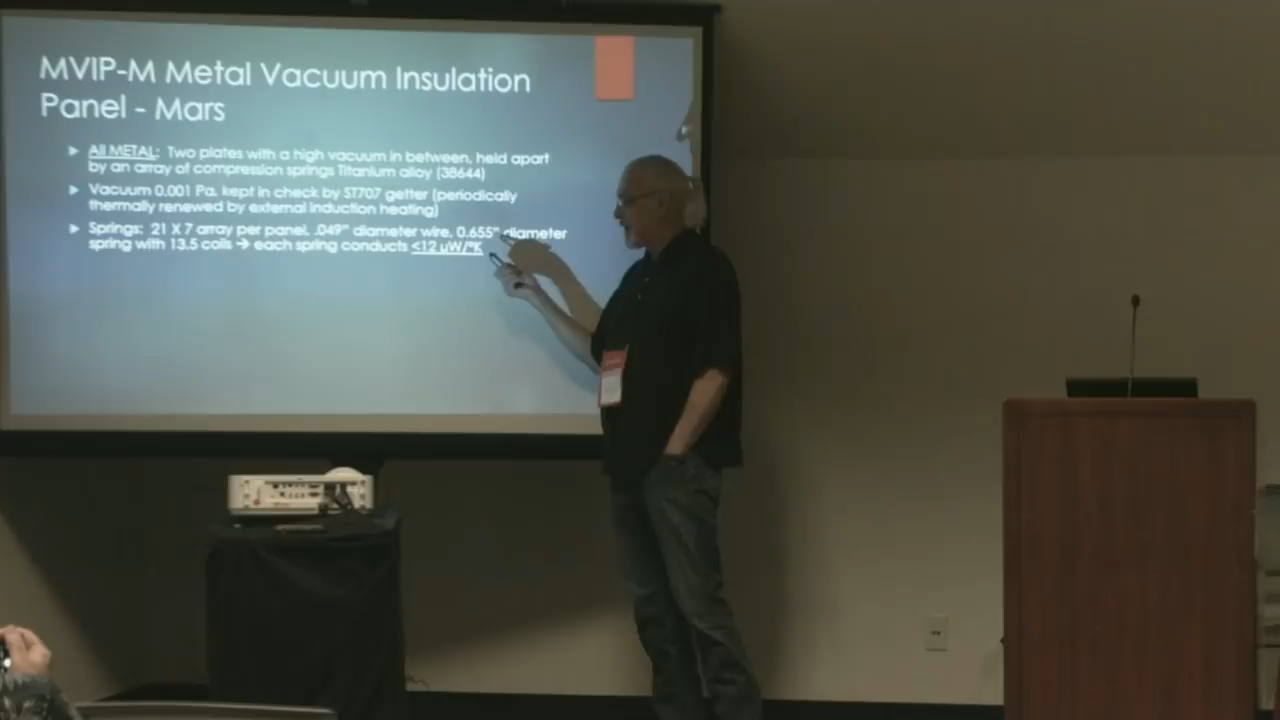 MVIP-M Metal Vacuum Insulation
Panel - Mars
All METAL: Two plates with a high vacuum in between, held apart
by an array of compression springs Titanium alloy (38644)
Vacuum 0.001 Pa, kept in check by ST707 getter (periodically
thermally renewed by external induction heating)
Springs: 21 X 7 array per panel, .049" diameter wire, 0.655" diameter
spring with 13.5 coils → each spring conducts <12 uW/°K